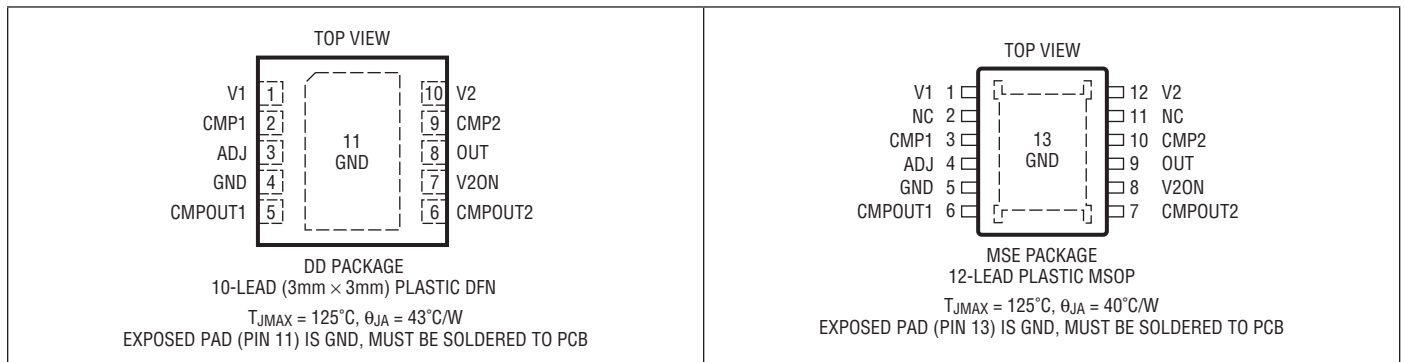 TOP VIEW
V1 1 10 V2
CMP1 2 9 CMP2
ADJ 3 8 OUT
GND 4 7 V2ON
CMPOUT1 5 6 CMPOUT2
11
GND
DD PACKAGE
10-LEAD (3mm × 3mm) PLASTIC DFN
TJMAX = 125°C, θJA = 43°C/W
EXPOSED PAD (PIN 11) IS GND, MUST BE SOLDERED TO PCB
TOP VIEW
V1 1 12 V2
NC 2 11 NC
CMP1 3 10 CMP2
ADJ 4 9 OUT
GND 5 8 V2ON
CMPOUT1 6 7 CMPOUT2
13
GND
MSE PACKAGE
12-LEAD PLASTIC MSOP
TJMAX = 125°C, θJA = 40°C/W
EXPOSED PAD (PIN 13) IS GND, MUST BE SOLDERED TO PCB